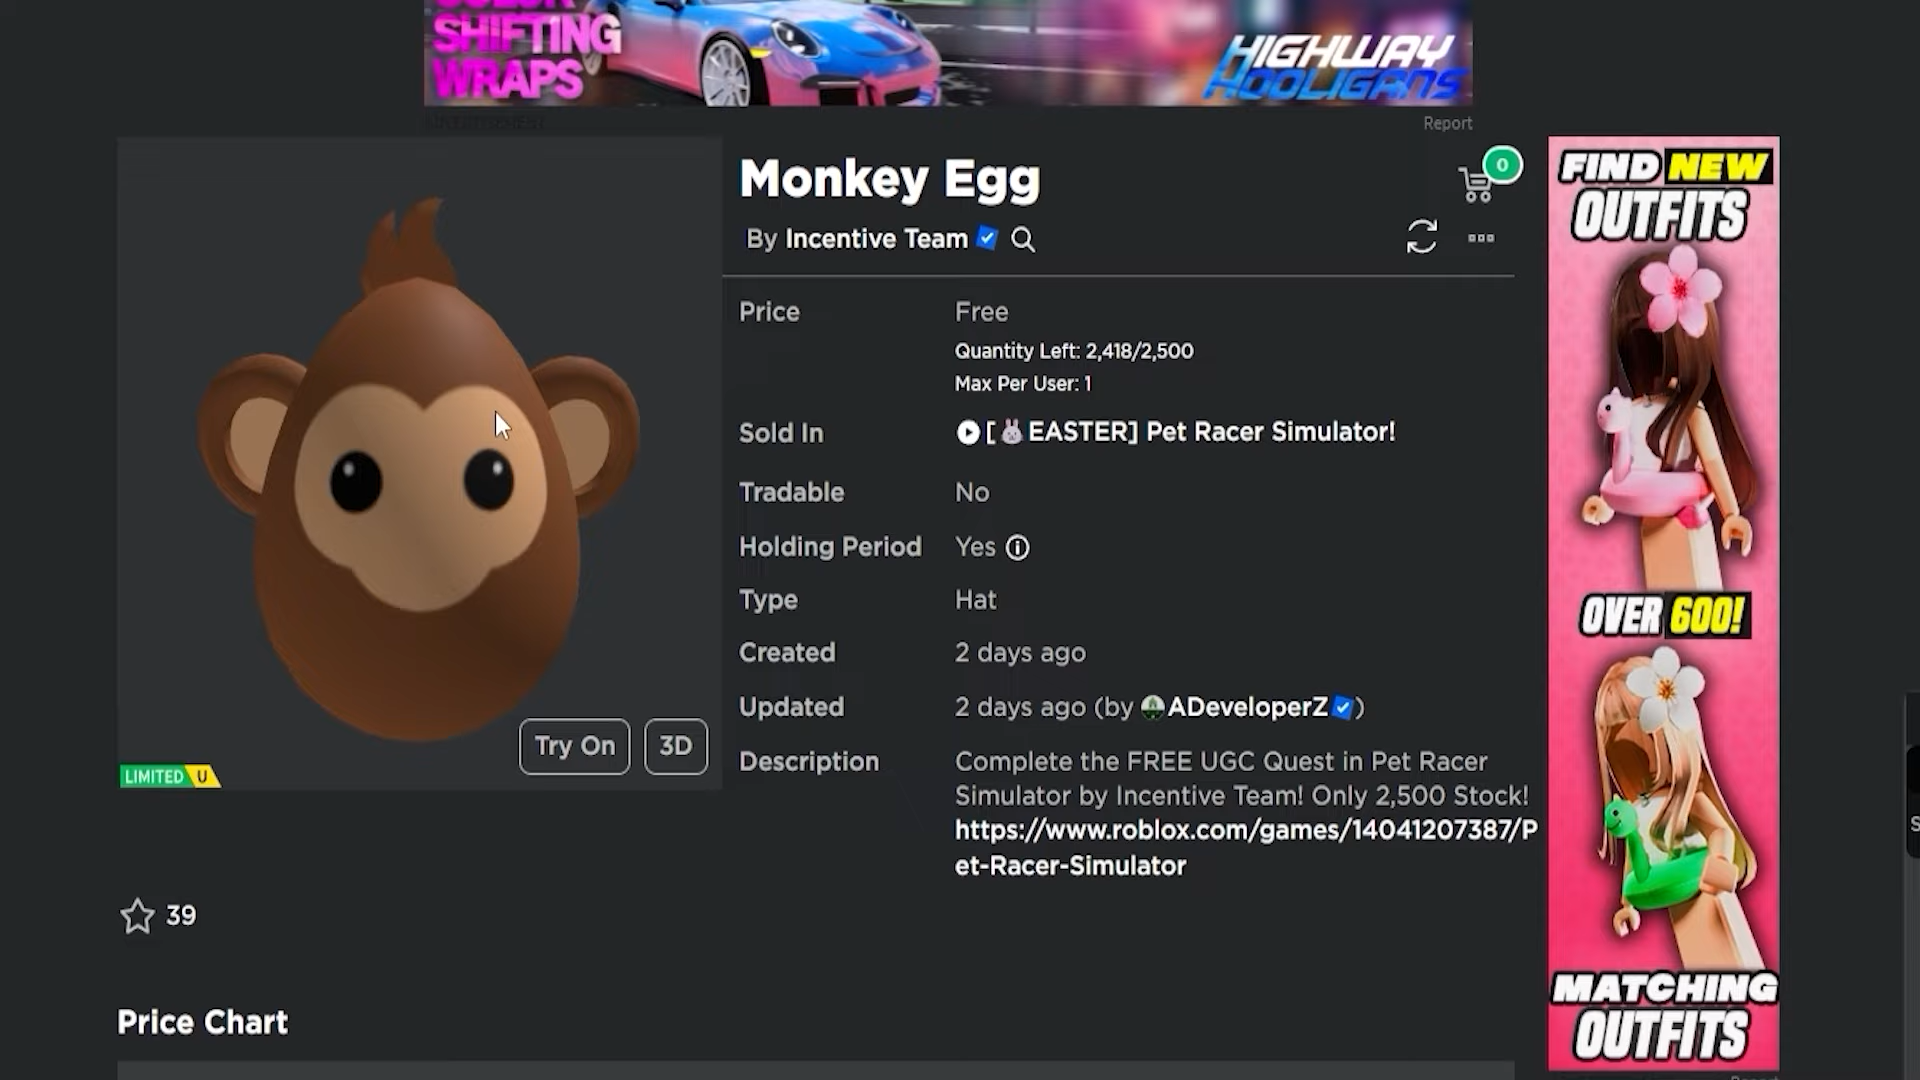 COLOR
SHIFTING
WRAPS
HIGHWAY
HOOLIGANS
ADVERTISEMENT
Report
Monkey Egg
0
By Incentive Team
Price
Free
Quantity Left: 2,418/2,500
Max Per User: 1
Sold In
[🐰EASTER] Pet Racer Simulator!
Tradable
No
Holding Period
Yes
Type
Hat
Created
2 days ago
Updated
2 days ago (by ADeveloperZ)
Description
Complete the FREE UGC Quest in Pet Racer
Simulator by Incentive Team! Only 2,500 Stock!
https://www.roblox.com/games/14041207387/P
et-Racer-Simulator
Try On
3D
LIMITED U
39
Price Chart
FIND NEW
OUTFITS
OVER 600!
MATCHING
OUTFITS